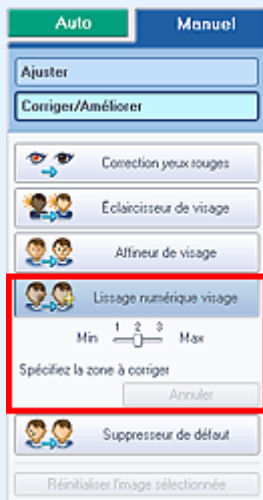 Auto Manuel
Ajuster
Corriger/Améliorer
Correction yeux rouges
Éclaircisseur de visage
Affineur de visage
Lissage numérique visage
1 2 3
Min Max
Spécifiez la zone à corriger
Annuler
Suppresseur de défaut
Réinitialiser l'image sélectionnée